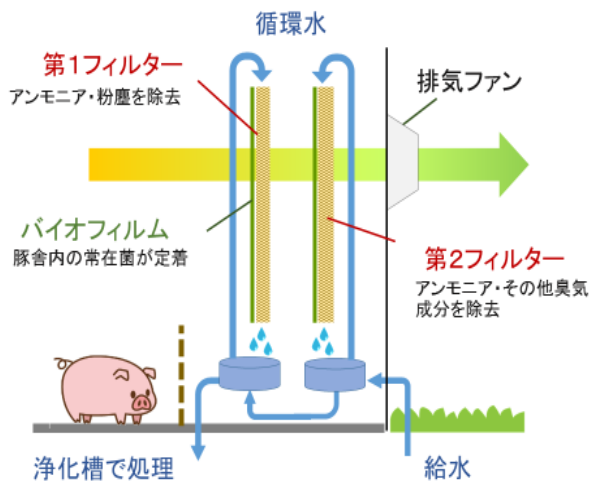 循環水
第1フィルター
アンモニア・粉塵を除去
排気ファン
バイオフィルム
豚舎内の常在菌が定着
第2フィルター
アンモニア・その他臭気
成分を除去
浄化槽で処理
給水